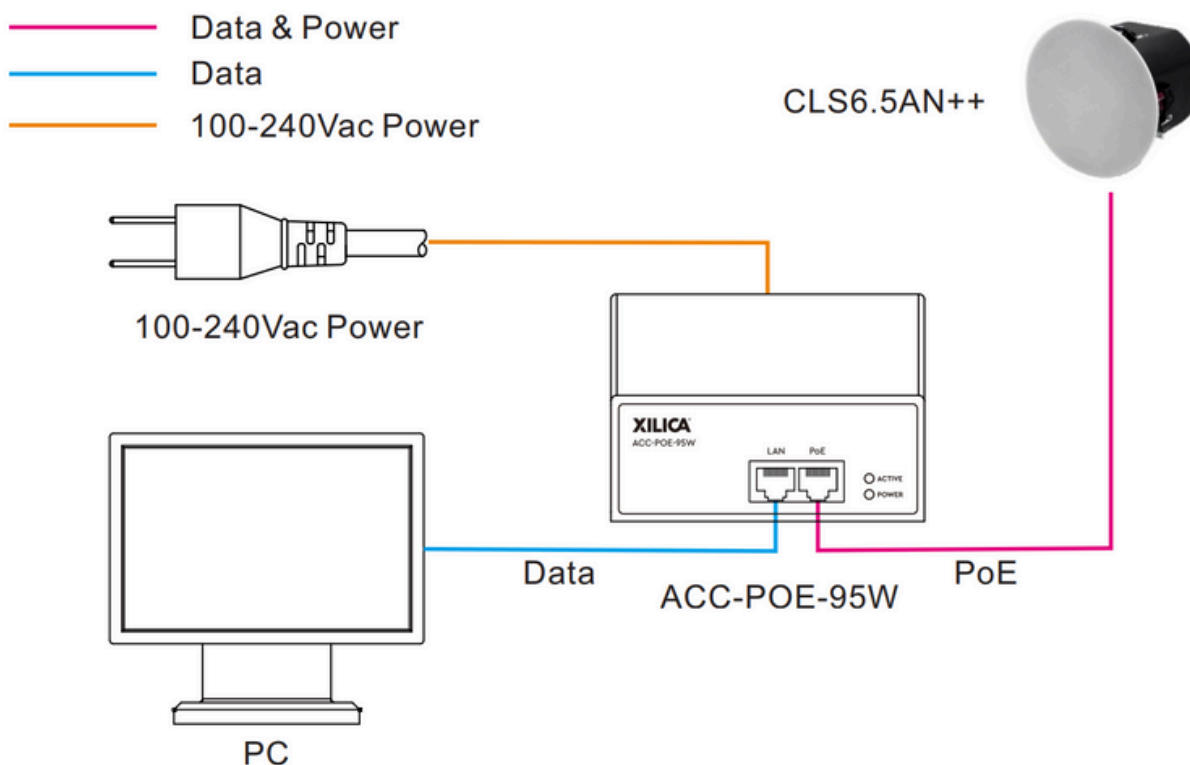 Data & Power
Data
100-240Vac Power
CLS6.5AN++
100-240Vac Power
XILICA
ACC-POE-95W
LAN PoE
ACTIVE
POWER
Data
ACC-POE-95W
PoE
PC